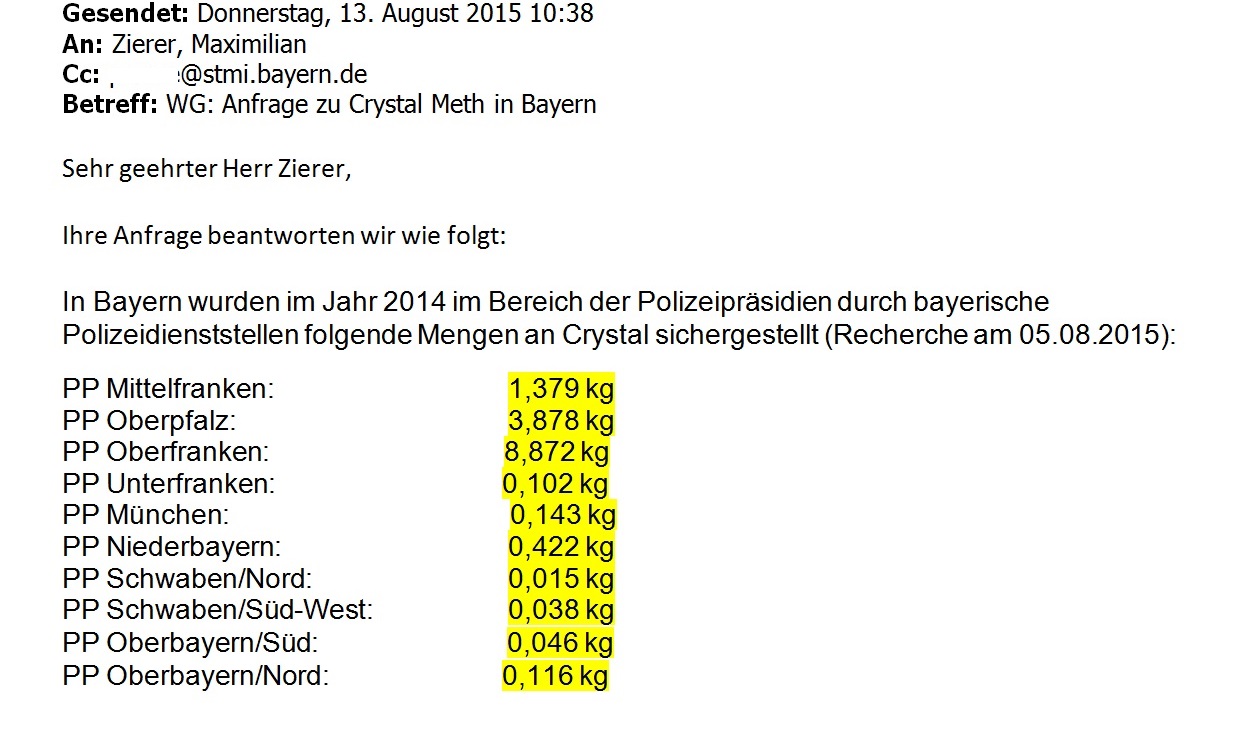 Gesendet: Donnerstag, 13. August 2015 10:38
An: Zierer, Maximilian
Cc: @stmi.bayern.de
Betreff: WG: Anfrage zu Crystal Meth in Bayern
Sehr geehrter Herr Zierer,
Ihre Anfrage beantworten wir wie folgt:
In Bayern wurden im Jahr 2014 im Bereich der Polizeipräsidien durch bayerische
Polizeidienststellen folgende Mengen an Crystal sichergestellt (Recherche am 05.08.2015):
PP Mittelfranken: 1,379 kg
PP Oberpfalz: 3,878 kg
PP Oberfranken: 8,872 kg
PP Unterfranken: 0,102 kg
PP München: 0,143 kg
PP Niederbayern: 0,422 kg
PP Schwaben/Nord: 0,015 kg
PP Schwaben/Süd-West: 0,038 kg
PP Oberbayern/Süd: 0,046 kg
PP Oberbayern/Nord: 0,116 kg